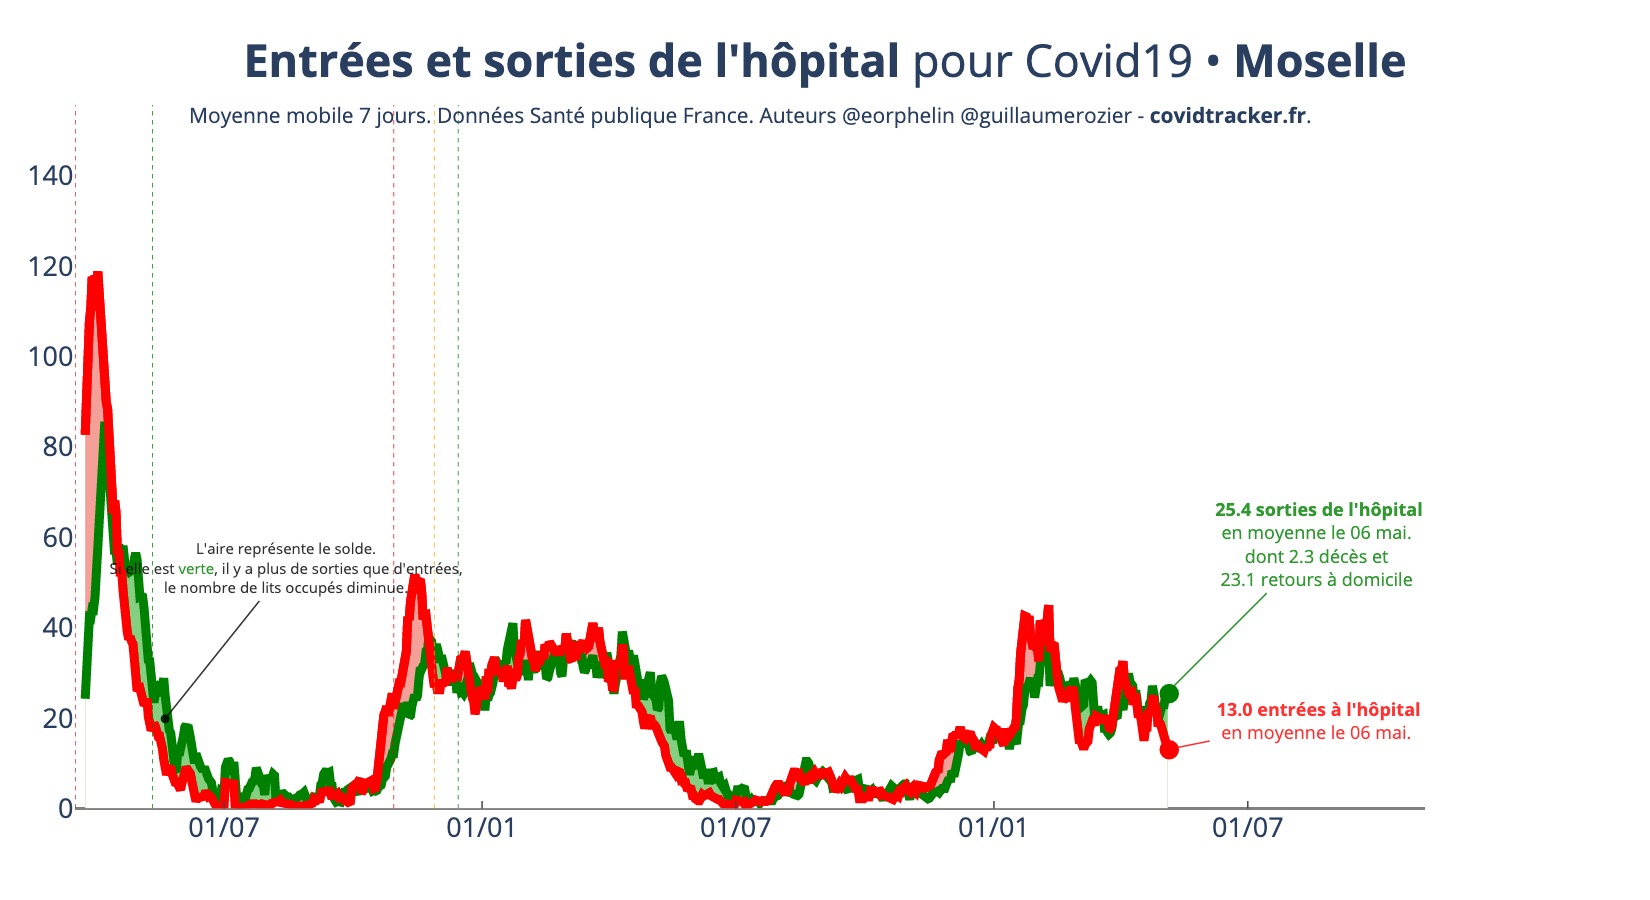 Entrées et sorties de l'hôpital pour Covid19 • Moselle
Moyenne mobile 7 jours. Données Santé publique France. Auteurs @eorphelin @guillaumerozier - covidtracker.fr.
140
120
100
80
60
40
20
0
L'aire représente le solde.
Si elle est verte, il y a plus de sorties que d'entrées,
le nombre de lits occupés diminue.
25.4 sorties de l'hôpital
en moyenne le 06 mai.
dont 2.3 décès et
23.1 retours à domicile
13.0 entrées à l'hôpital
en moyenne le 06 mai.
01/07
01/01
01/07
01/01
01/07